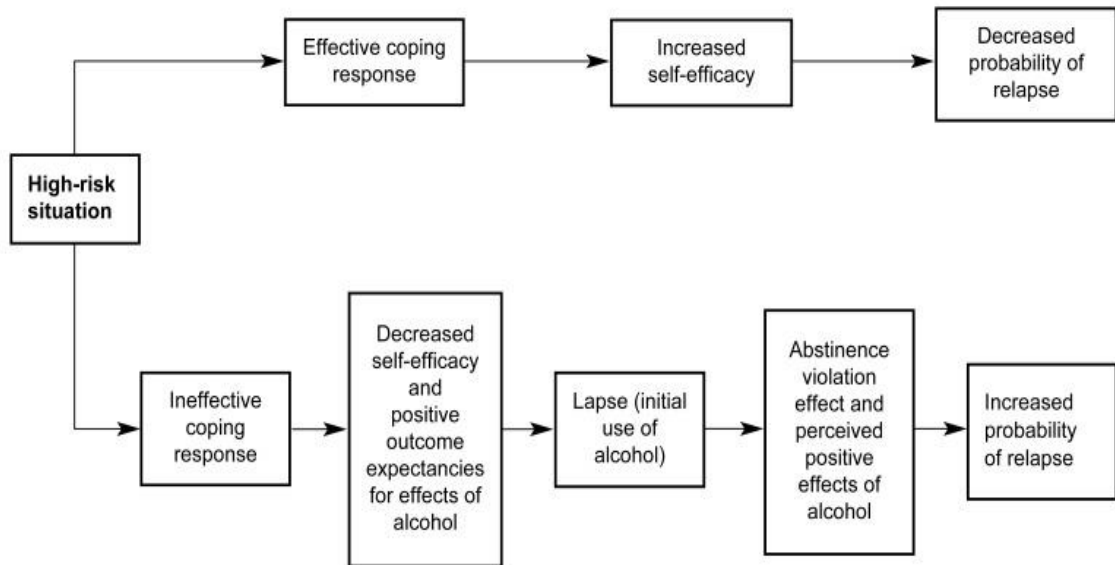 Effective coping
response
Increased
self-efficacy
Decreased
probability of
relapse
High-risk
situation
Ineffective
coping
response
Decreased
self-efficacy
and
positive
outcome
expectancies
for effects of
alcohol
Lapse (initial
use of
alcohol)
Abstinence
violation
effect and
perceived
positive
effects of
alcohol
Increased
probability
of relapse